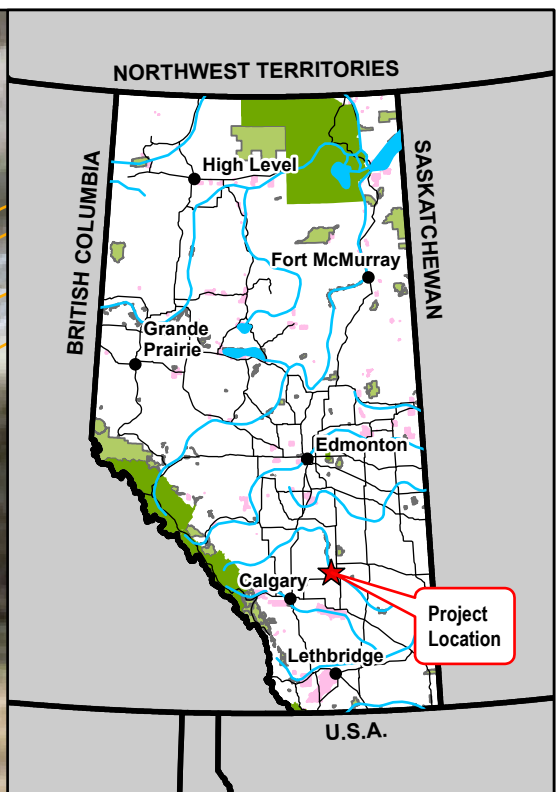 NORTHWEST TERRITORIES
BRITISH COLUMBIA
SASKATCHEWAN
High Level
Fort McMurray
Grande
Prairie
Edmonton
Calgary
Project
Location
Lethbridge
U.S.A.